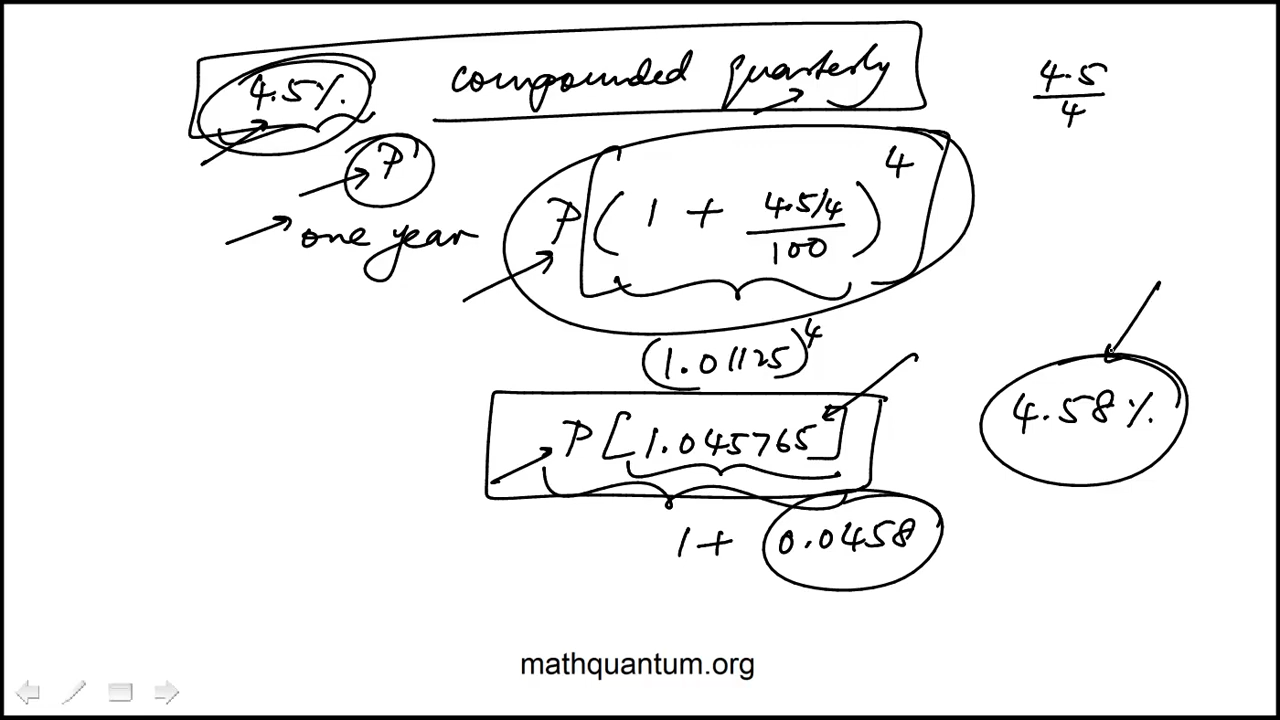 4.5% compounded quarterly
4.5/4
P
one year
P(1 + 4.5/4/100)^4
(1.01125)^4
P[1.045765]
4.58%
1 + 0.0458
mathquantum.org